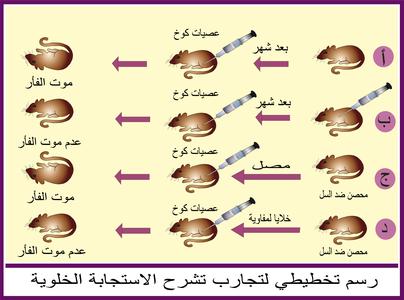 أ
بعد شهر
عصيات كوخ
موت الفأر
ب
بعد شهر
عصيات كوخ
عدم موت الفأر
ج
محصن ضد السل
مصل
عصيات كوخ
موت الفأر
د
محصن ضد السل
خلايا لمفاوية
عصيات كوخ
عدم موت الفأر
رسم تخطيطي لتجارب تشرح الاستجابة الخلوية